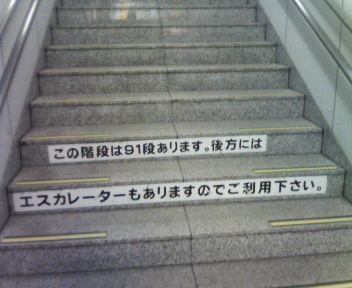 この階段は91段あります。後方には
エスカレーターもありますのでご利用下さい。